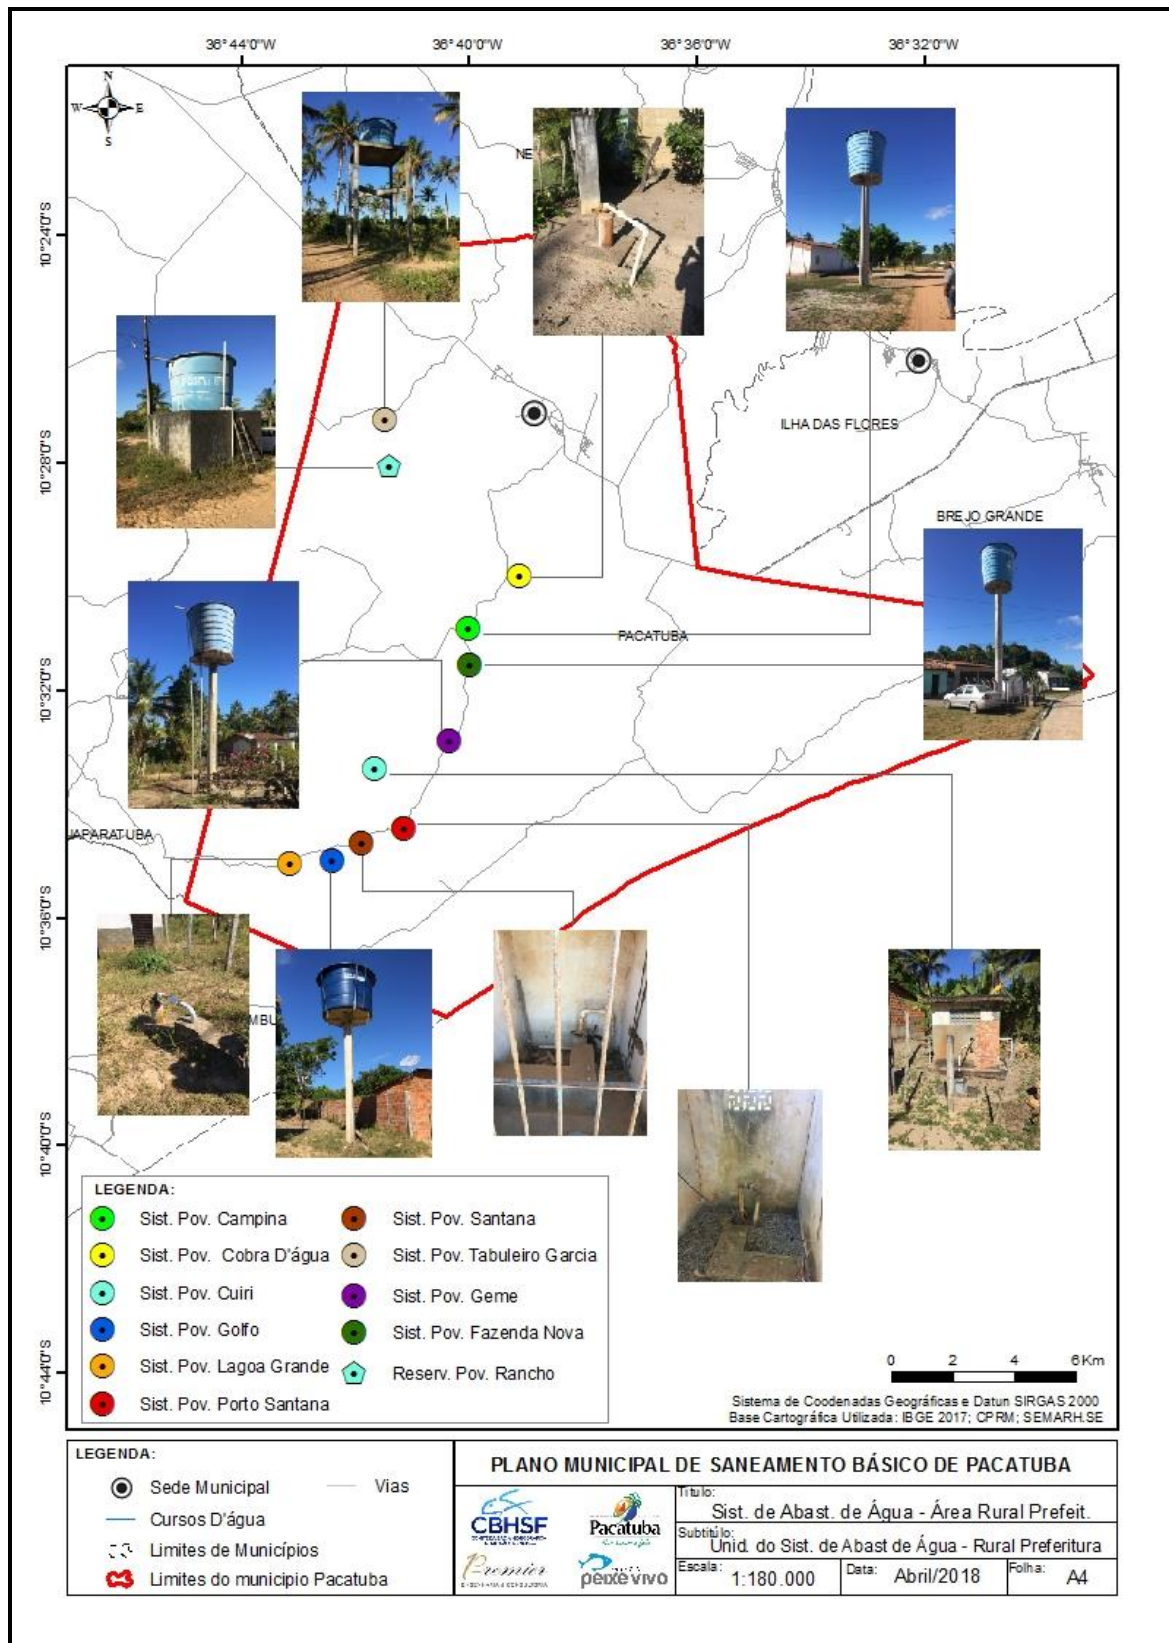 36°44'0"W 36°40'0"W 36°36'0"W 36°32'0"W
N
W E
S
NE
10°24'0"S
ILHA DAS FLORES
10°28'0"S
BREJO GRANDE
PACATUBA
10°32'0"S
JAPARATUBA
10°36'0"S
MBU
10°40'0"S
10°44'0"S
LEGENDA:
Sist. Pov. Campina
Sist. Pov. Cobra D'água
Sist. Pov. Cuiri
Sist. Pov. Golfo
Sist. Pov. Lagoa Grande
Sist. Pov. Porto Santana
Sist. Pov. Santana
Sist. Pov. Tabuleiro Garcia
Sist. Pov. Geme
Sist. Pov. Fazenda Nova
Reserv. Pov. Rancho
0 2 4 6 Km
Sistema de Coodenadas Geográficas e Datun SIRGAS 2000
Base Cartográfica Utilizada: IBGE 2017; CPRM; SEMARH.SE
LEGENDA:
Sede Municipal
Vias
Cursos D'água
Limites de Municípios
Limites do municipio Pacatuba
PLANO MUNICIPAL DE SANEAMENTO BÁSICO DE PACATUBA
CBHSF
Pacatuba
Premier
ENGENHARIA & CONSULTORIA
peixe vivo
Título:
Sist. de Abast. de Água - Área Rural Prefeit.
Subtítulo:
Unid. do Sist. de Abast de Água - Rural Preferitura
Escala: 1:180.000
Data: Abril/2018
Folha: A4